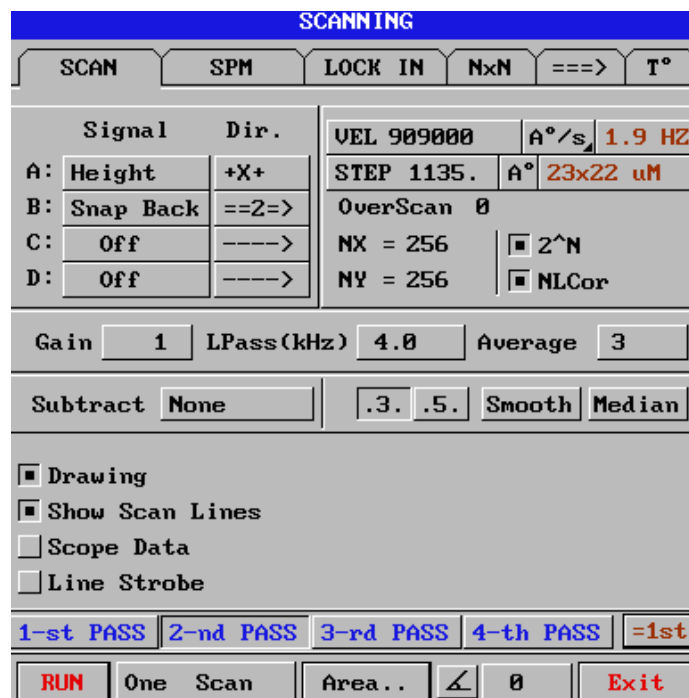 SCANNING
SCAN SPM LOCK IN NxN ===> T°
Signal Dir.
A: Height +X+
B: Snap Back ==2=>
C: Off ---->
D: Off ---->
VEL 909000 A°/s 1.9 HZ
STEP 1135. A° 23x22 uM
OverScan 0
NX = 256 2^N
NY = 256 NLCor
Gain 1 LPass(kHz) 4.0 Average 3
Subtract None .3. .5. Smooth Median
Drawing
Show Scan Lines
Scope Data
Line Strobe
1-st PASS 2-nd PASS 3-rd PASS 4-th PASS =1st
RUN One Scan Area.. ∠ 0 Exit